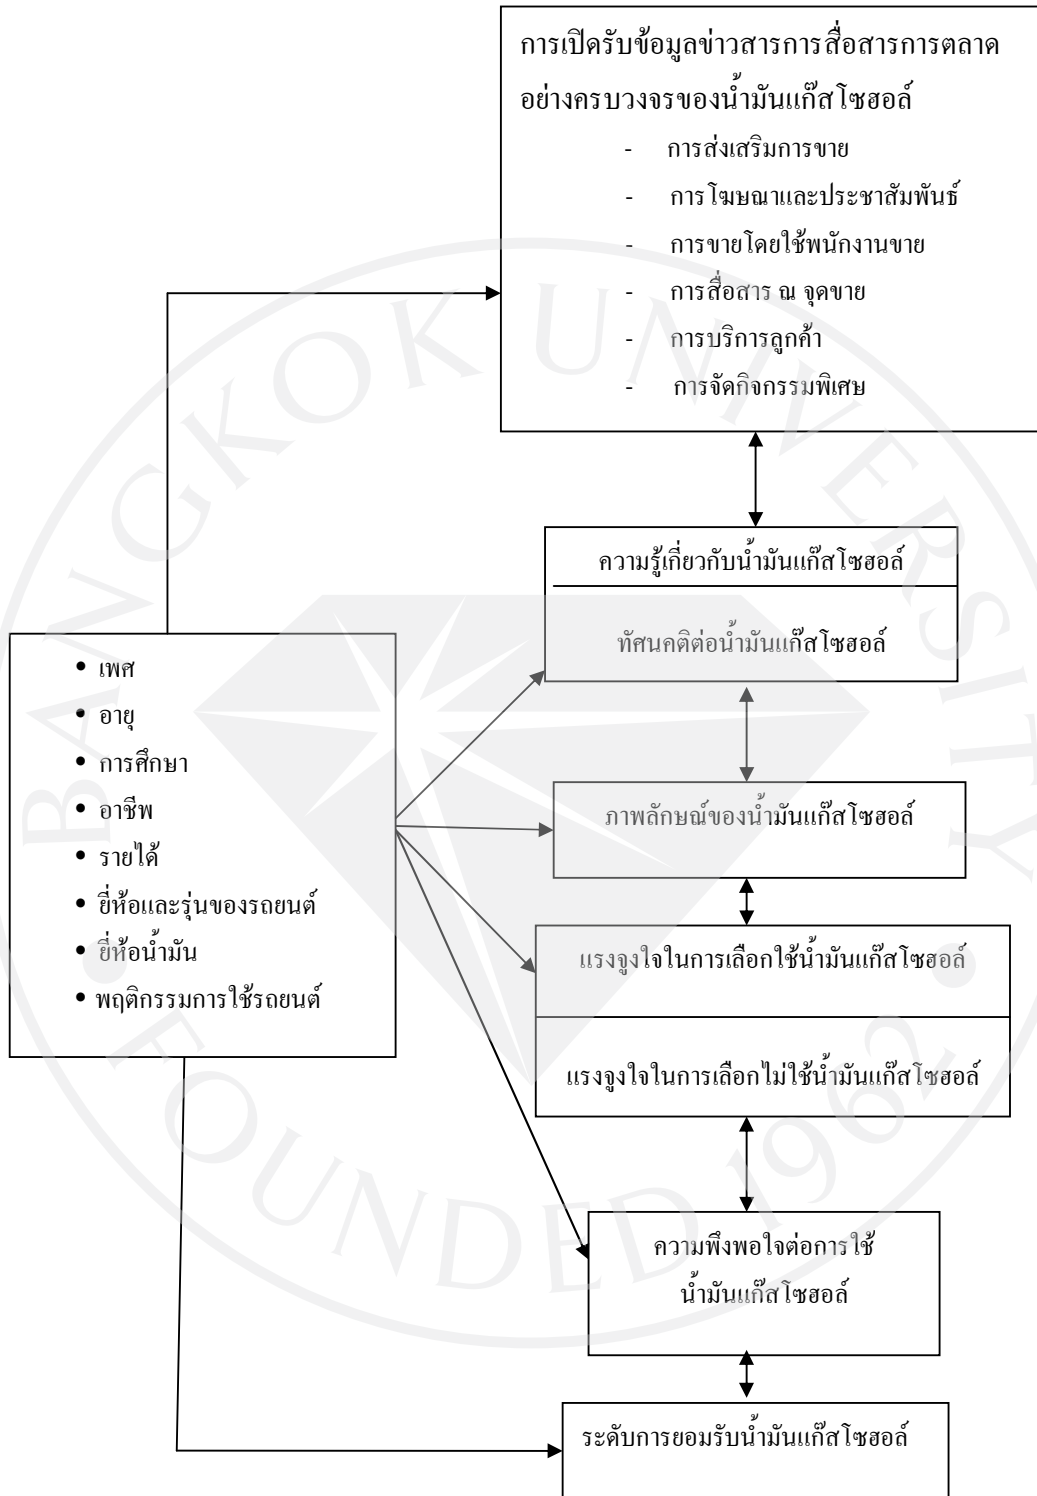 การเปิดรับข้อมูลข่าวสารการสื่อสารการตลาด
อย่างครบวงจรของน้ำมันแก๊สโซฮอล์
- การส่งเสริมการขาย
- การโฆษณาและประชาสัมพันธ์
- การขายโดยใช้พนักงานขาย
- การสื่อสาร ณ จุดขาย
- การบริการลูกค้า
- การจัดกิจกรรมพิเศษ
ความรู้เกี่ยวกับน้ำมันแก๊สโซฮอล์
ทัศนคติต่อน้ำมันแก๊สโซฮอล์
• เพศ
• อายุ
• การศึกษา
• อาชีพ
• รายได้
• ยี่ห้อและรุ่นของรถยนต์
• ยี่ห้อน้ำมัน
• พฤติกรรมการใช้รถยนต์
ภาพลักษณ์ของน้ำมันแก๊สโซฮอล์
แรงจูงใจในการเลือกใช้น้ำมันแก๊สโซฮอล์
แรงจูงใจในการเลือกไม่ใช้น้ำมันแก๊สโซฮอล์
ความพึงพอใจต่อการใช้
น้ำมันแก๊สโซฮอล์
ระดับการยอมรับน้ำมันแก๊สโซฮอล์
BANGKOK UNIVERSITY
FOUNDED 1962